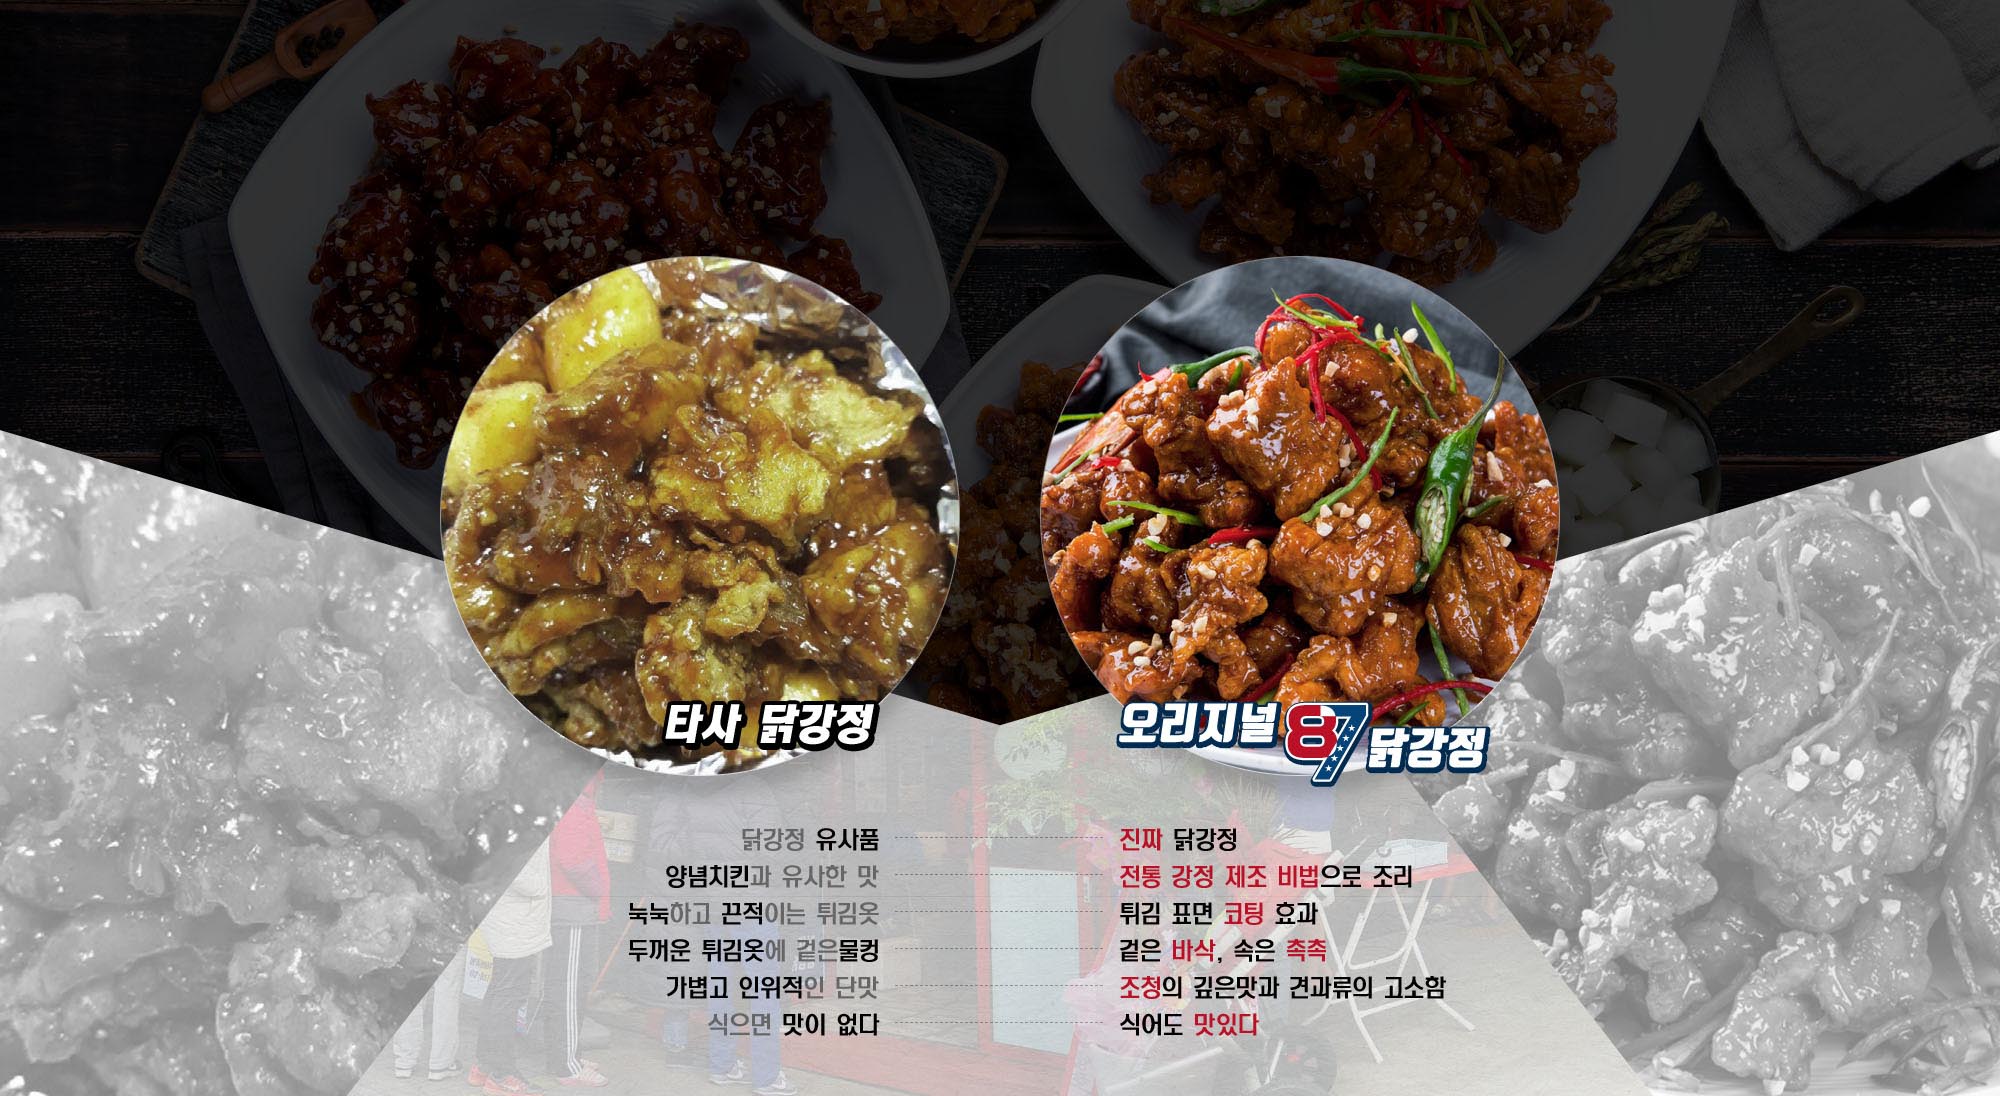 타사 닭강정
오리지널 87 닭강정
닭강정 유사품
진짜 닭강정
양념치킨과 유사한 맛
전통 강정 제조 비법으로 조리
눅눅하고 끈적이는 튀김옷
튀김 표면 코팅 효과
두꺼운 튀김옷에 겉은물컹
겉은 바삭, 속은 촉촉
가볍고 인위적인 단맛
조청의 깊은맛과 견과류의 고소함
식으면 맛이 없다
식어도 맛있다